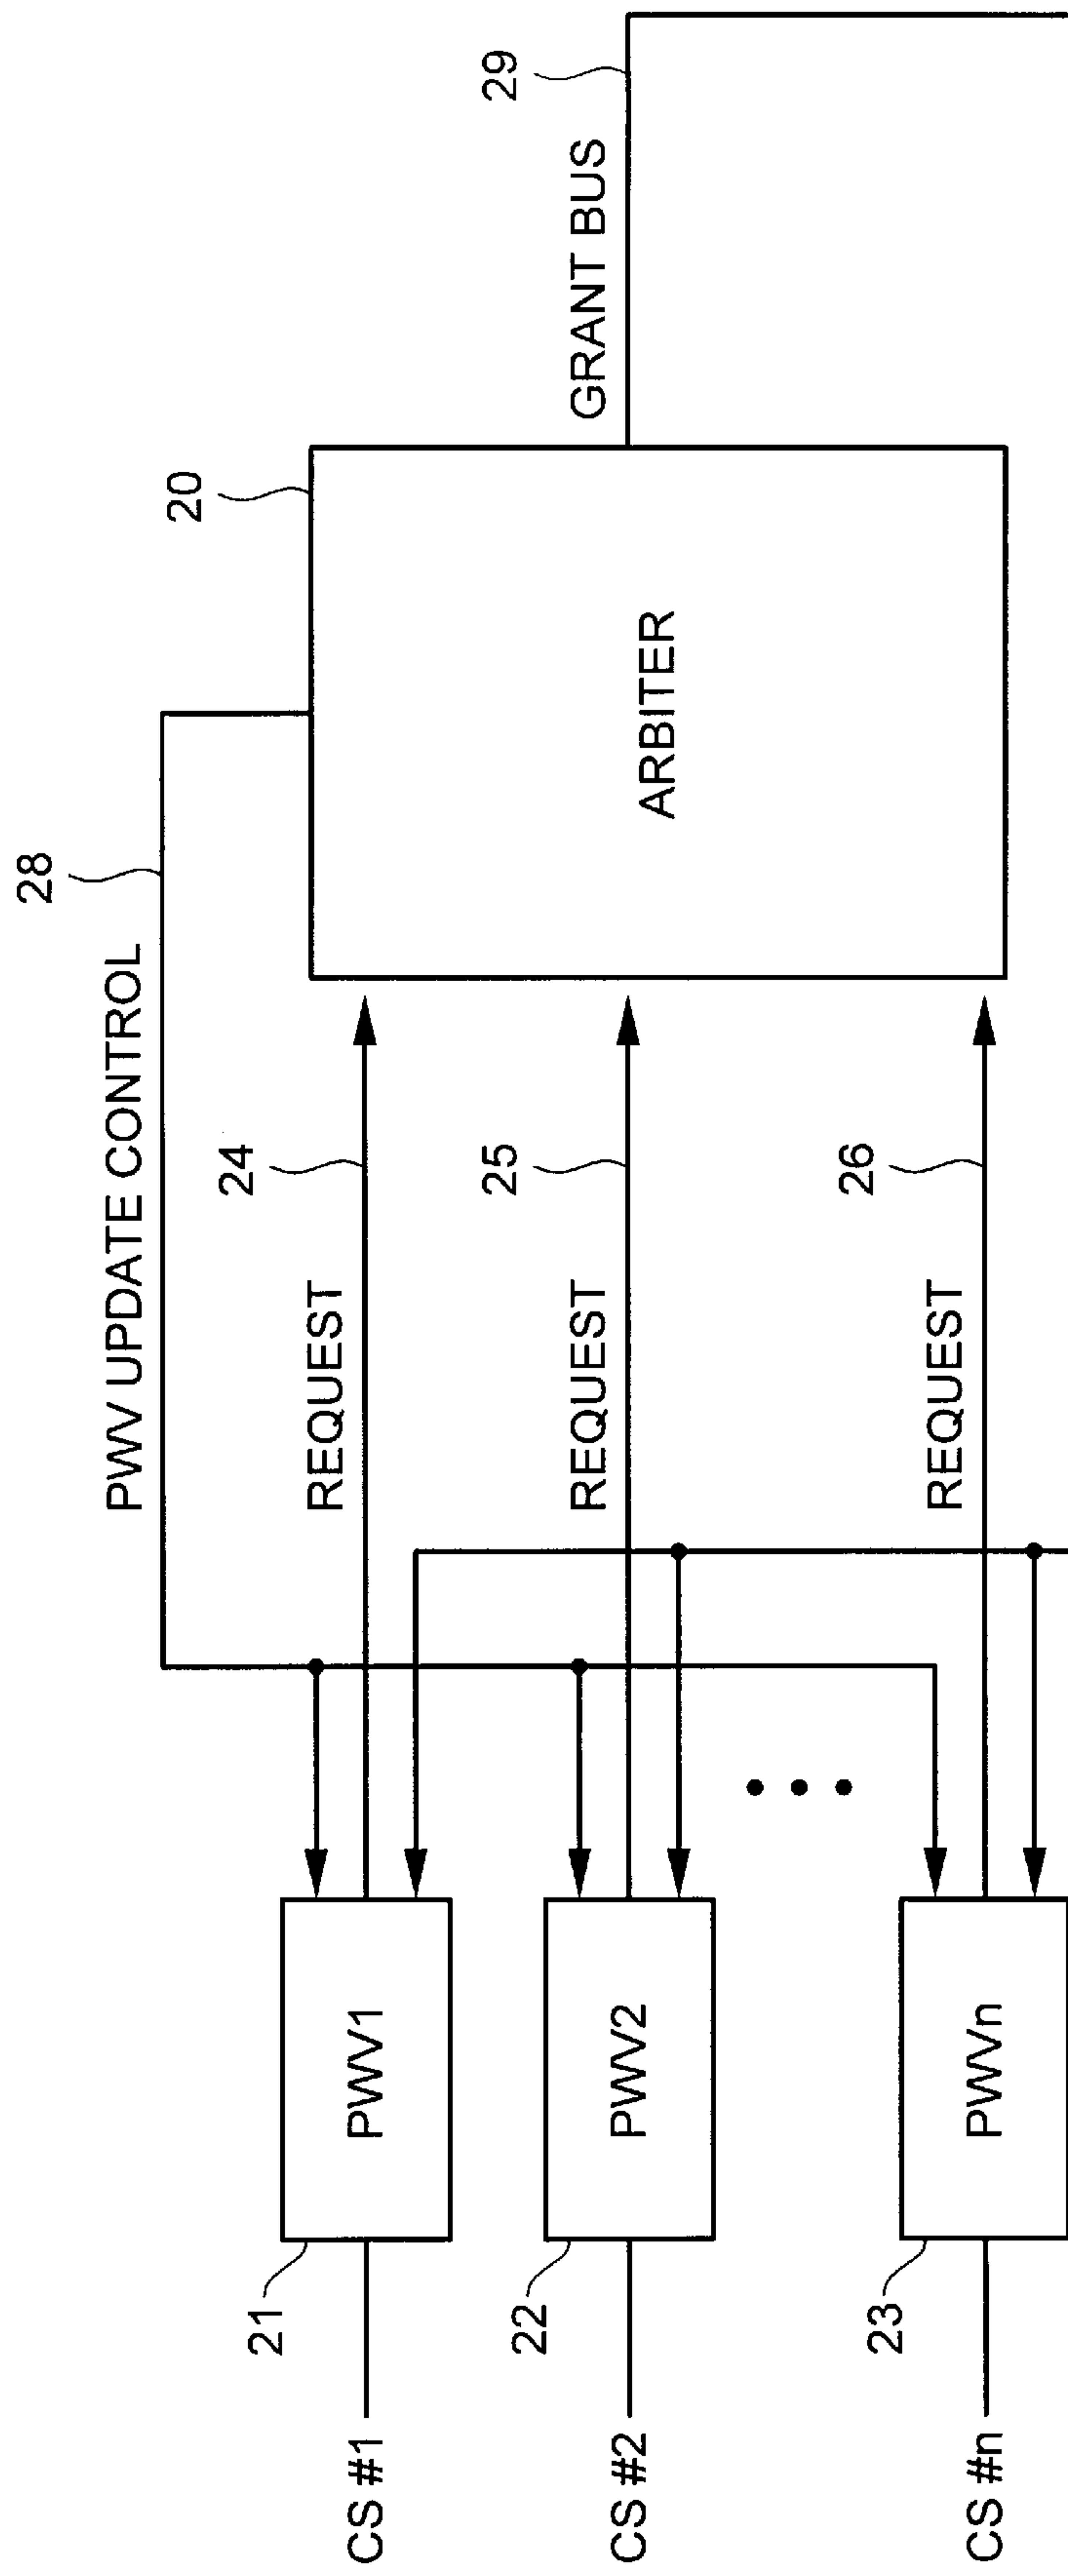 28
PWV UPDATE CONTROL
20
29
GRANT BUS
ARBITER
21
PWV1
CS #1
REQUEST
24
22
PWV2
CS #2
REQUEST
25
23
PWVn
CS #n
REQUEST
26